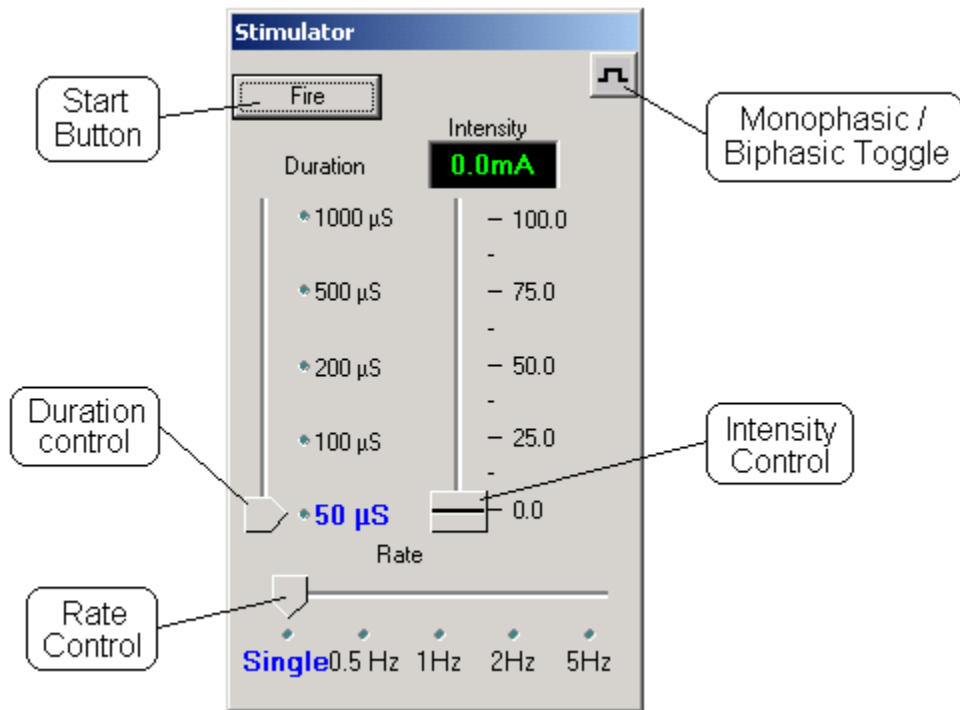 Stimulator
Fire
Start
Button
Monophasic /
Biphasic Toggle
Intensity
0.0mA
Duration
1000 µS
500 µS
200 µS
100 µS
50 µS
100.0
75.0
50.0
25.0
0.0
Duration
control
Intensity
Control
Rate
Rate
Control
Single
0.5 Hz
1Hz
2Hz
5Hz